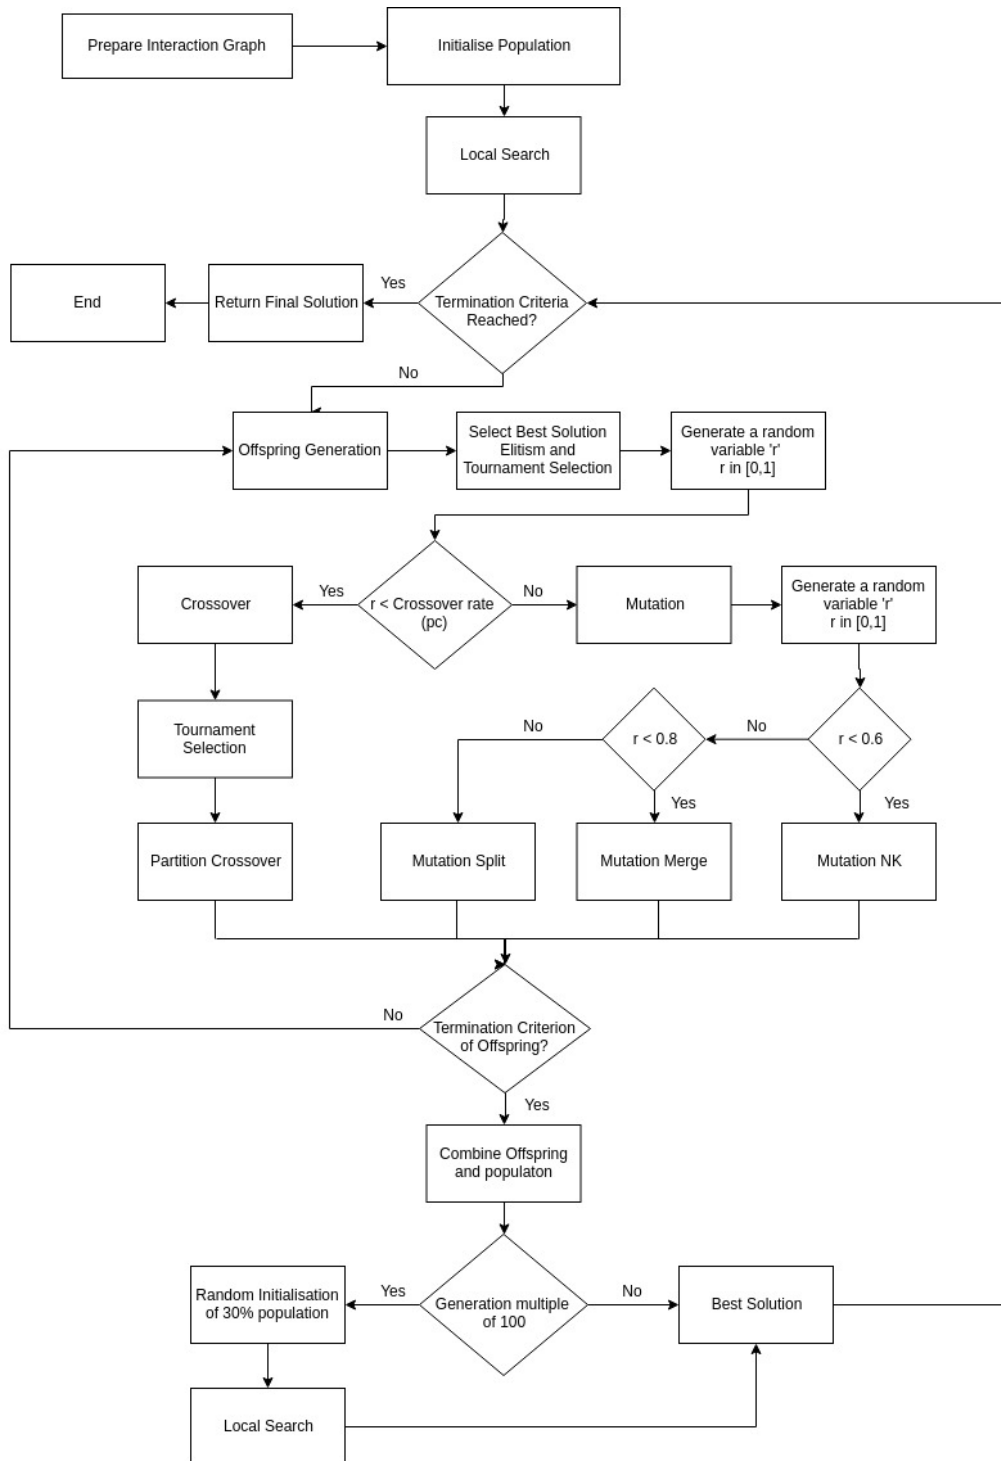 Prepare Interaction Graph
Initialise Population
Local Search
Termination Criteria
Reached?
Yes
Return Final Solution
End
No
Offspring Generation
Select Best Solution
Elitism and
Tournament Selection
Generate a random
variable 'r'
r in [0,1]
r < Crossover rate
(pc)
Yes
Crossover
No
Mutation
Generate a random
variable 'r'
r in [0,1]
Tournament
Selection
No
r < 0.8
No
r < 0.6
Yes
Yes
Partition Crossover
Mutation Split
Mutation Merge
Mutation NK
No
Termination Criterion
of Offspring?
Yes
Combine Offspring
and populaton
Random Initialisation
of 30% population
Yes
Generation multiple
of 100
No
Best Solution
Local Search